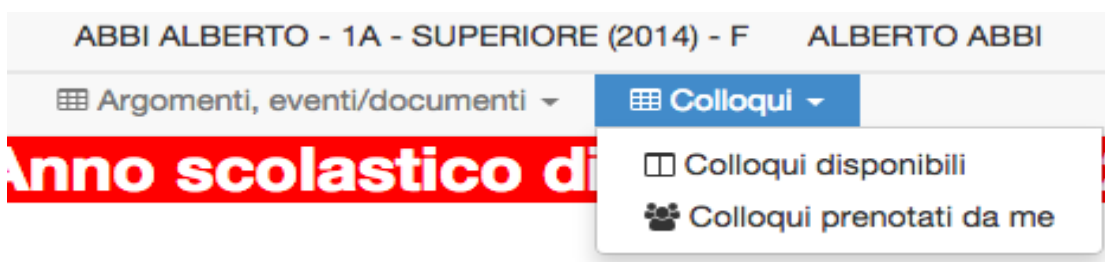 ABBI ALBERTO - 1A - SUPERIORE (2014) - F ALBERTO ABBI
Argomenti, eventi/documenti Colloqui
Anno scolastico di
Colloqui disponibili
Colloqui prenotati da me